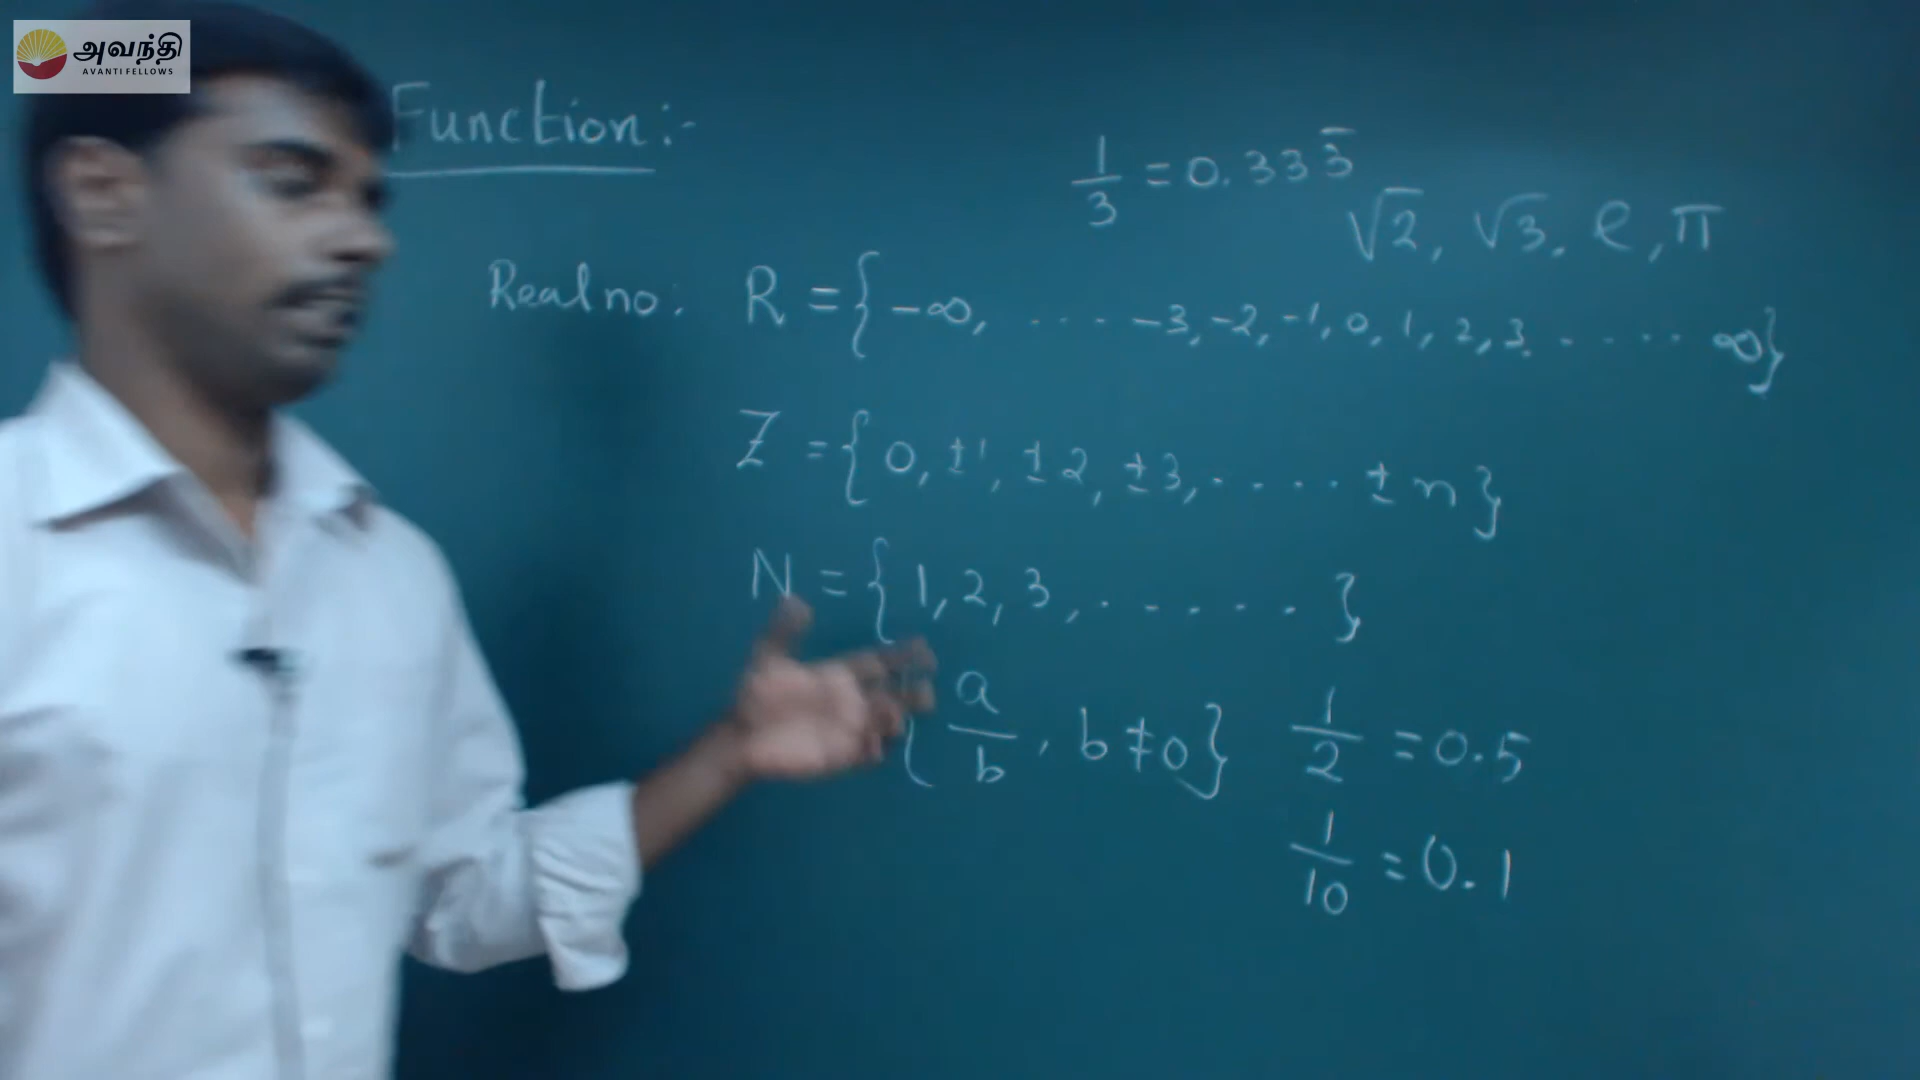 அவந்தி
AVANTI FELLOWS
Function:-
1/3 = 0.333̅
√2, √3, e, π
Real no: R = {-∞, .... -3, -2, -1, 0, 1, 2, 3 ..... ∞}
Z = {0, ±1, ±2, ±3, ..... ±n}
N = {1, 2, 3, ..... }
{a/b, b≠0} 1/2 = 0.5
1/10 = 0.1